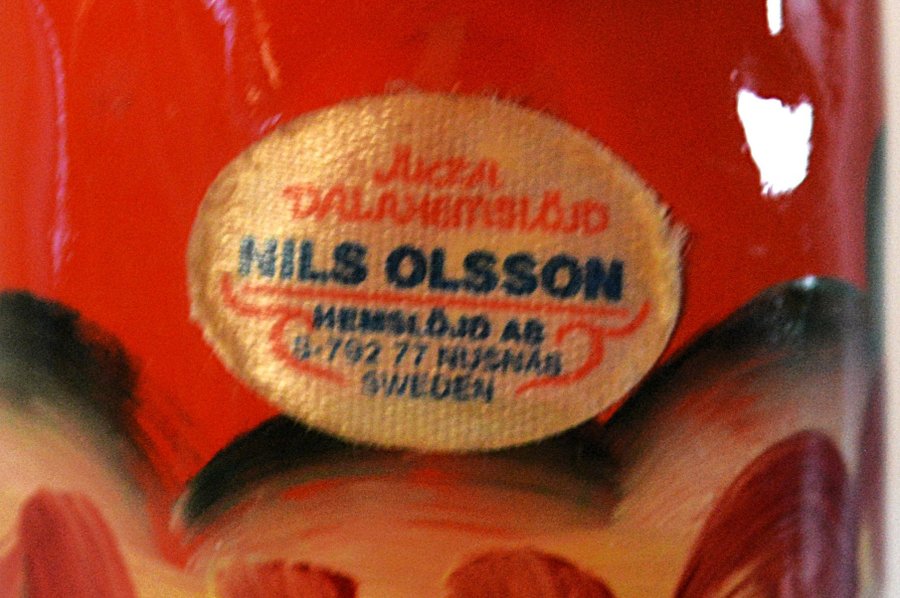 Äkta
DALAHEMSLÖJD
NILS OLSSON
HEMSLÖJD AB
S-792 77 NUSNÄS
SWEDEN